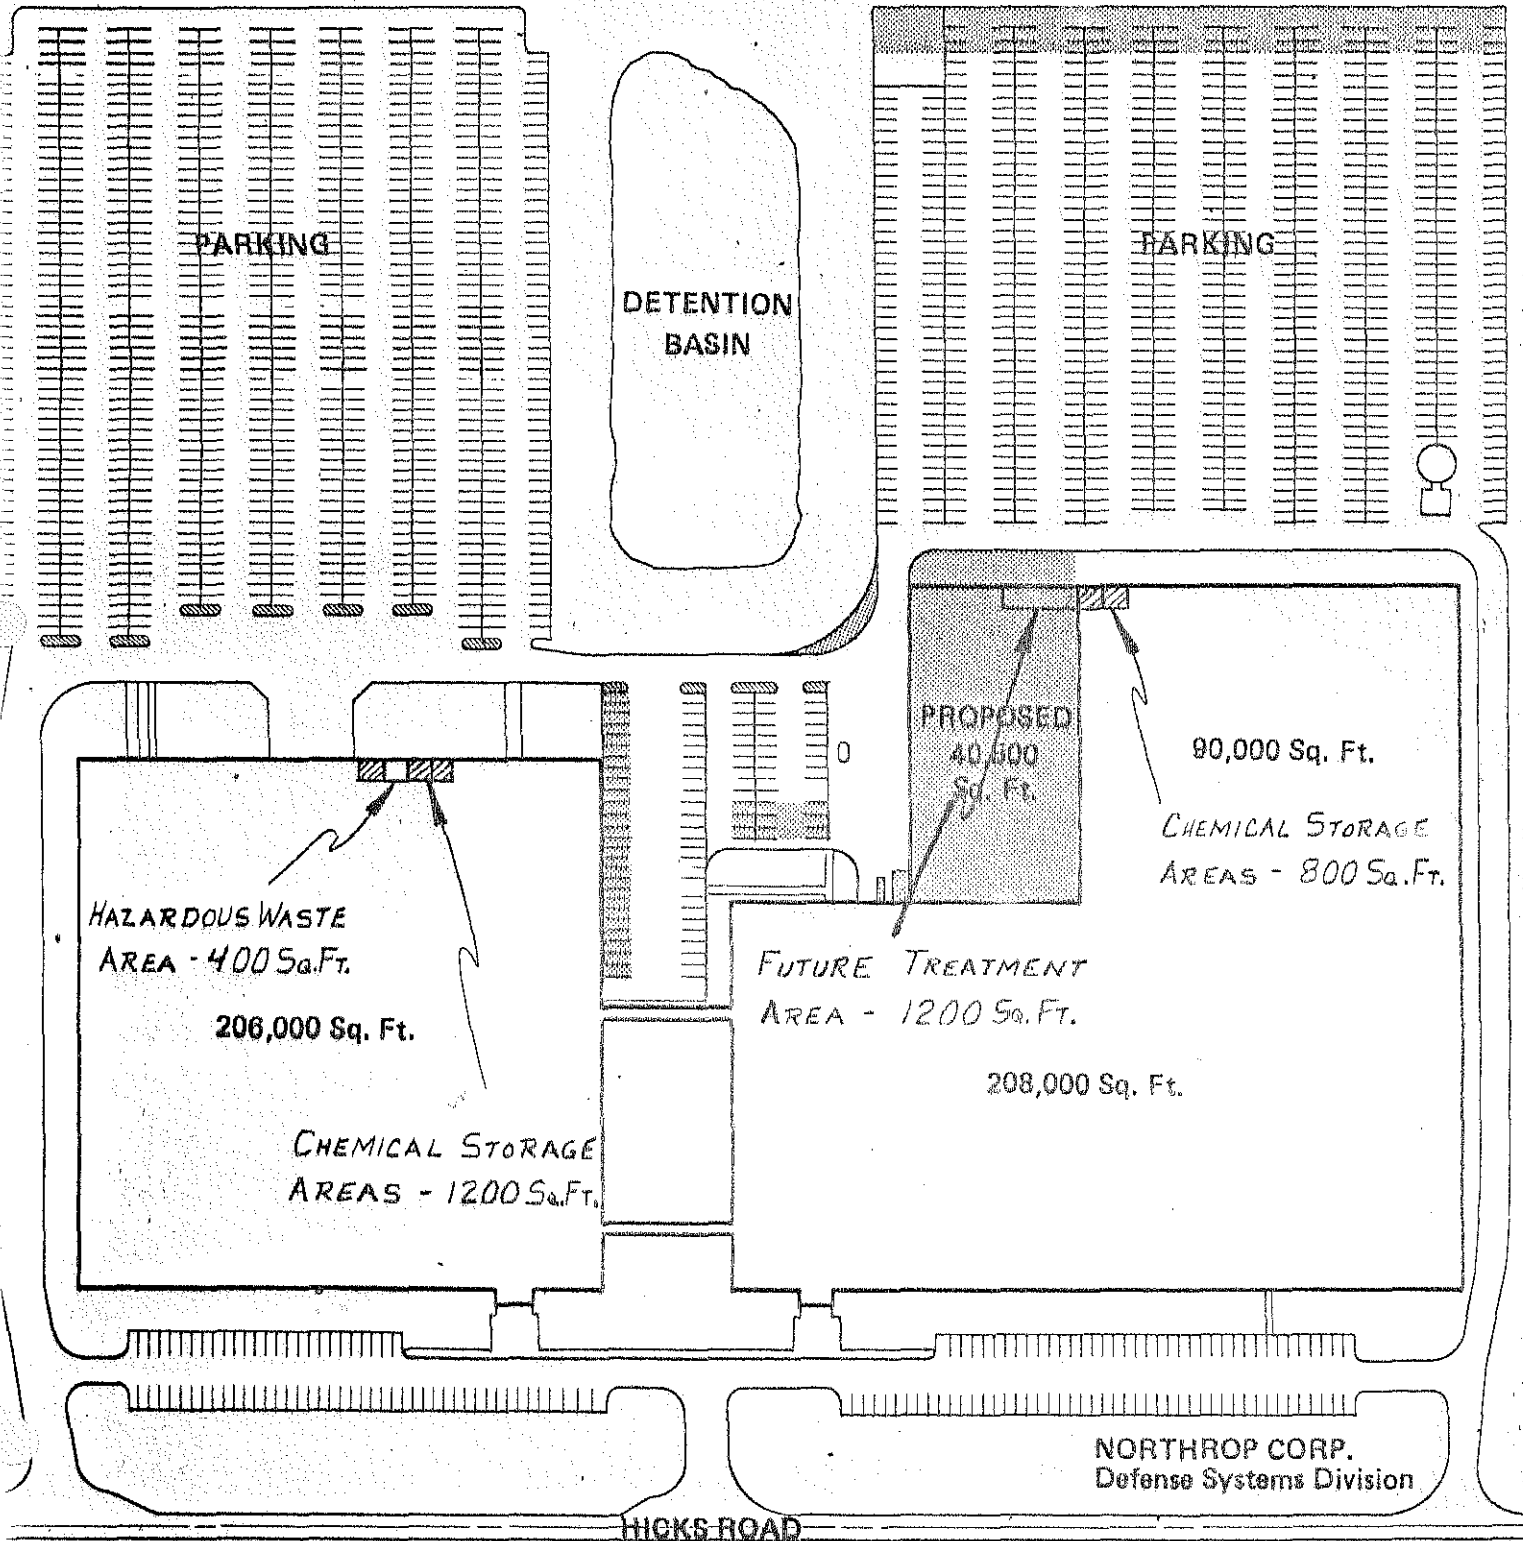 PARKING
PARKING
DETENTION
BASIN
PROPOSED
40,500
Sq. Ft.
90,000 Sq. Ft.
CHEMICAL STORAGE
AREAS - 800 SQ.FT.
HAZARDOUS WASTE
AREA - 400 SQ.FT.
206,000 Sq. Ft.
FUTURE TREATMENT
AREA - 1200 SQ.FT.
208,000 Sq. Ft.
CHEMICAL STORAGE
AREAS - 1200 SQ.FT.
NORTHROP CORP.
Defense Systems Division
HICKS ROAD